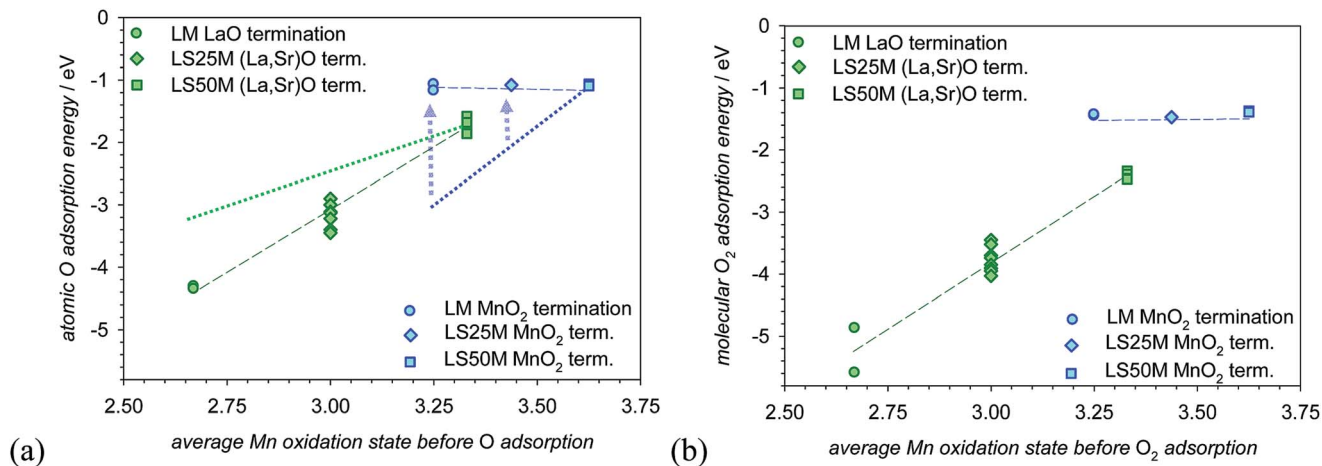 0
-1
-2
-3
-4
-5
atomic O adsorption energy / eV
LM LaO termination
LS25M (La,Sr)O term.
LS50M (La,Sr)O term.
LM MnO₂ termination
LS25M MnO₂ term.
LS50M MnO₂ term.
2.50 2.75 3.00 3.25 3.50 3.75
average Mn oxidation state before O adsorption
(a)
0
-1
-2
-3
-4
-5
molecular O₂ adsorption energy / eV
LM LaO termination
LS25M (La,Sr)O term.
LS50M (La,Sr)O term.
LM MnO₂ termination
LS25M MnO₂ term.
LS50M MnO₂ term.
2.50 2.75 3.00 3.25 3.50 3.75
average Mn oxidation state before O₂ adsorption
(b)